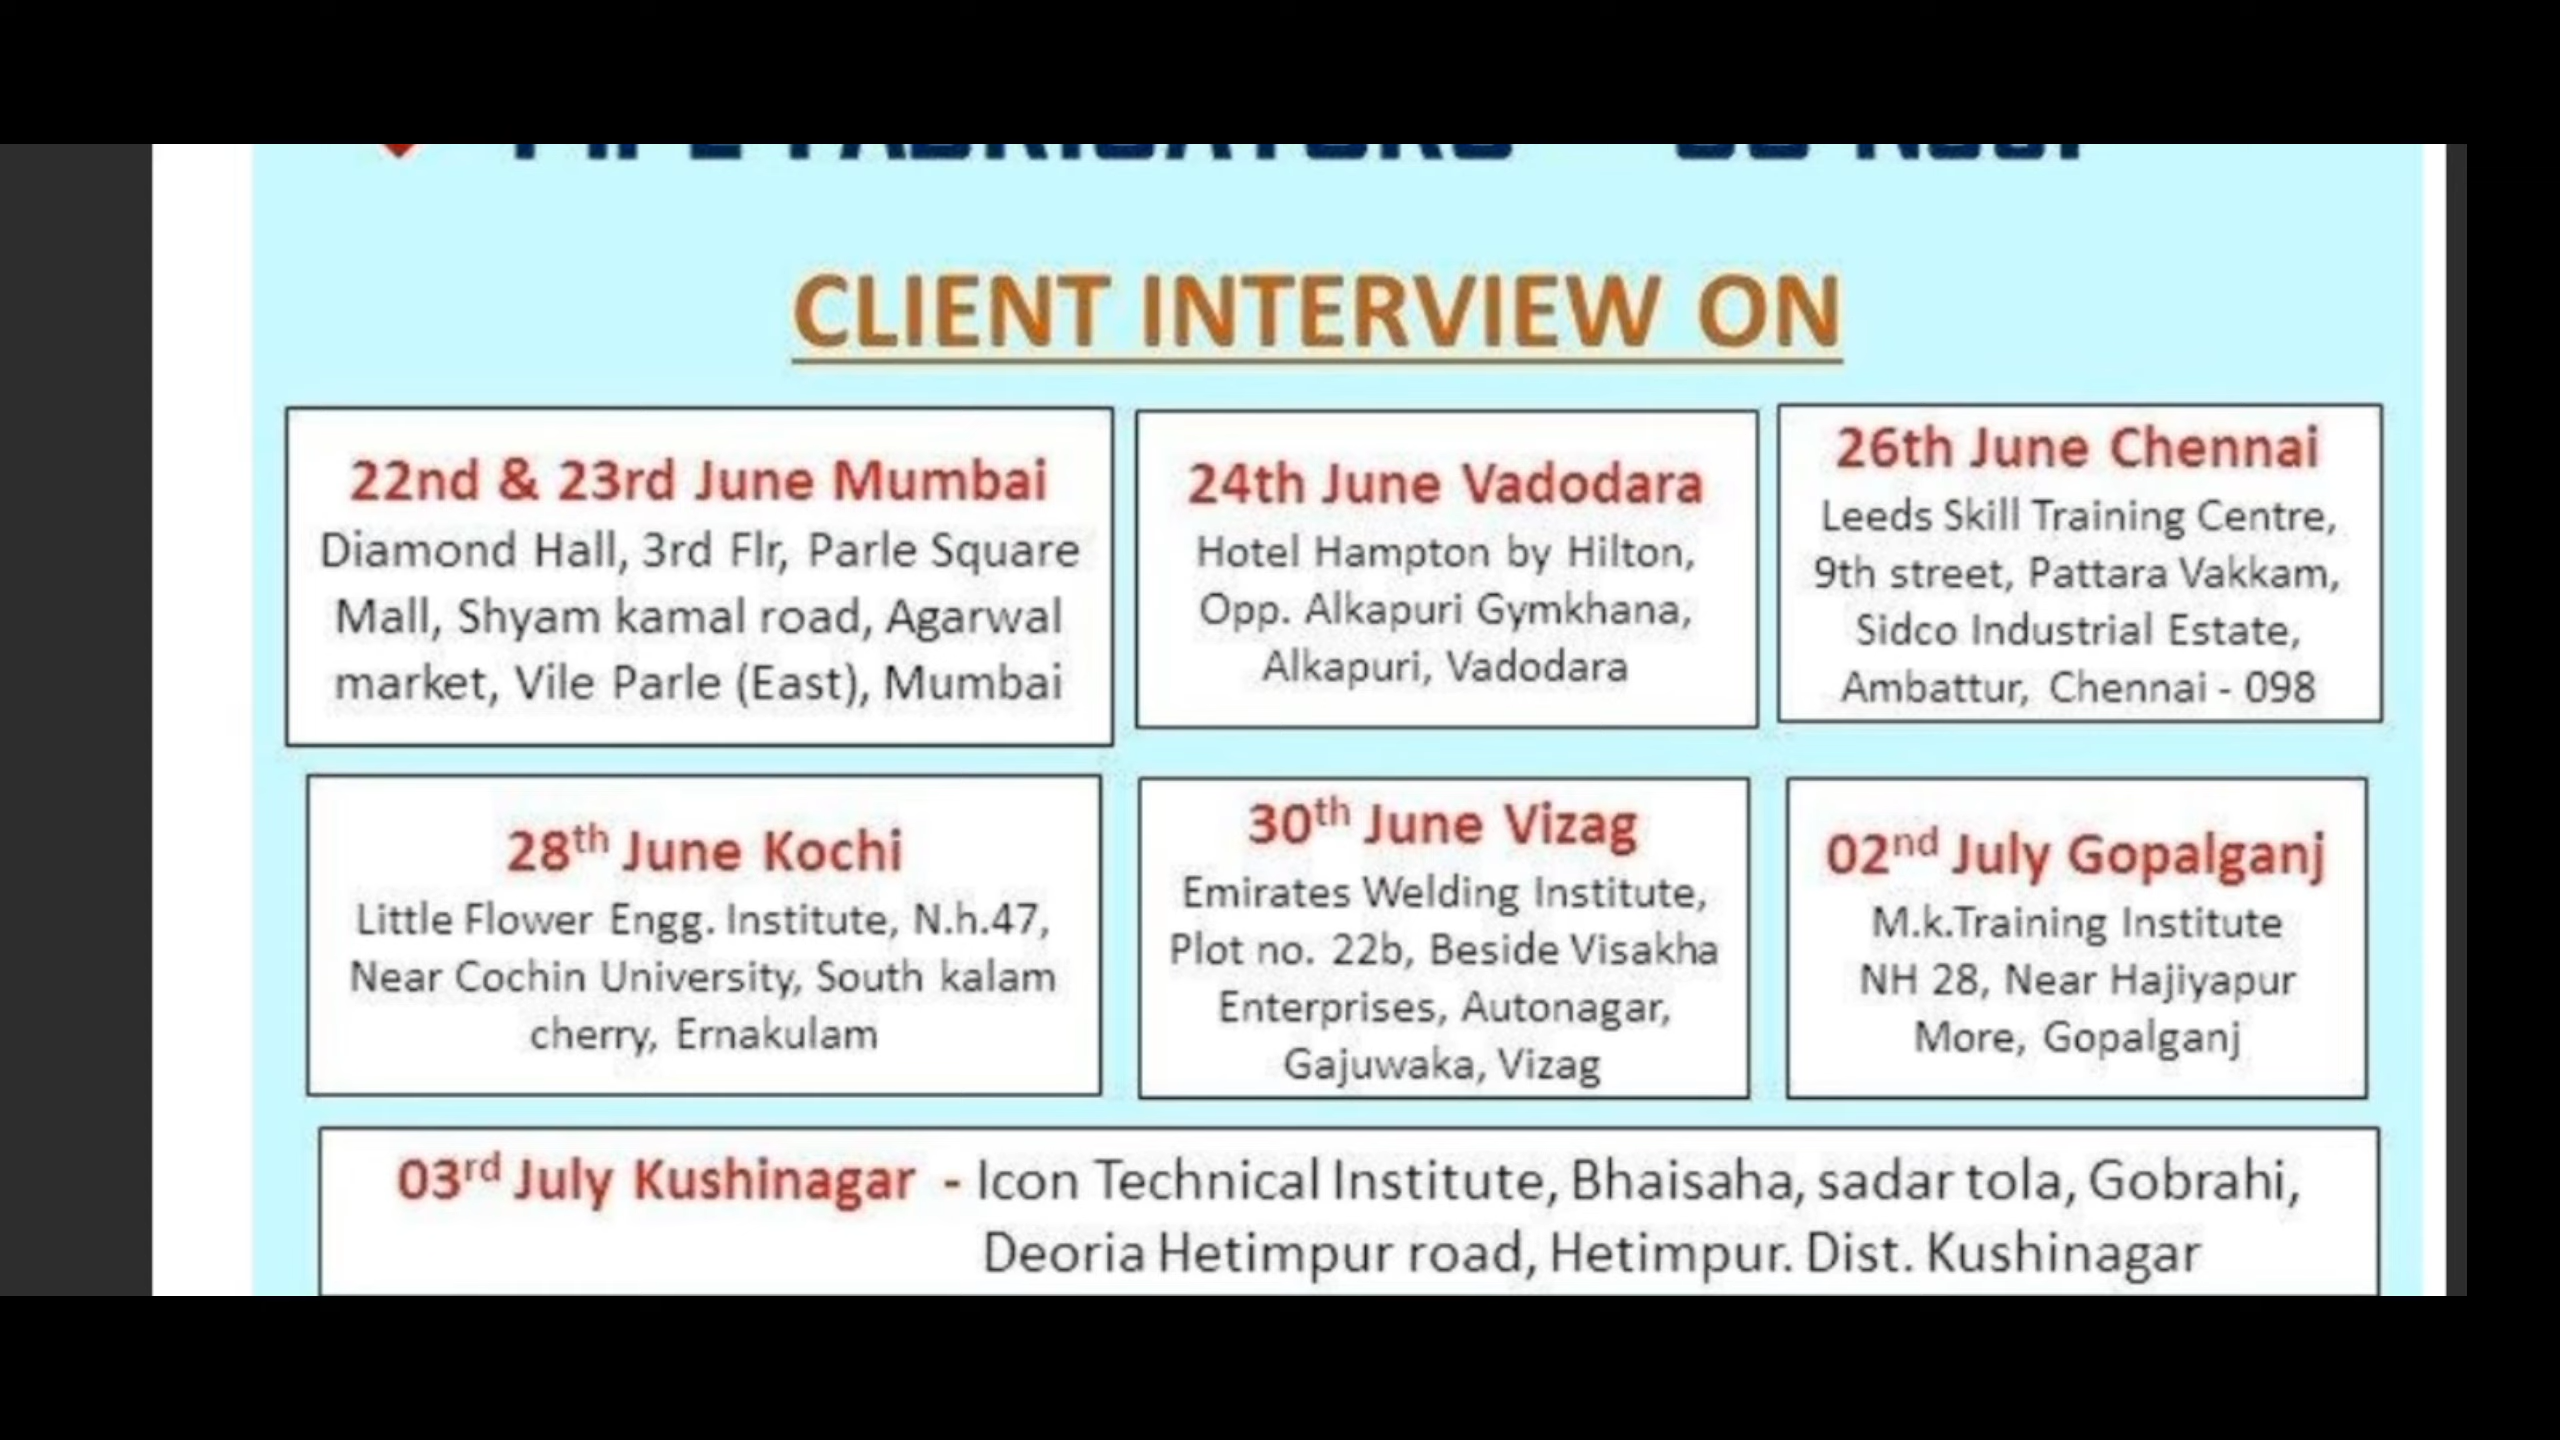 PIPE FABRICATORS
CLIENT INTERVIEW ON
22nd & 23rd June Mumbai
Diamond Hall, 3rd Flr, Parle Square
Mall, Shyam kamal road, Agarwal
market, Vile Parle (East), Mumbai
24th June Vadodara
Hotel Hampton by Hilton,
Opp. Alkapuri Gymkhana,
Alkapuri, Vadodara
26th June Chennai
Leeds Skill Training Centre,
9th street, Pattara Vakkam,
Sidco Industrial Estate,
Ambattur, Chennai - 098
28th June Kochi
Little Flower Engg. Institute, N.h.47,
Near Cochin University, South kalam
cherry, Ernakulam
30th June Vizag
Emirates Welding Institute,
Plot no. 22b, Beside Visakha
Enterprises, Autonagar,
Gajuwaka, Vizag
02nd July Gopalganj
M.k.Training Institute
NH 28, Near Hajiyapur
More, Gopalganj
03rd July Kushinagar - Icon Technical Institute, Bhaisaha, sadar tola, Gobrahi,
Deoria Hetimpur road, Hetimpur. Dist. Kushinagar